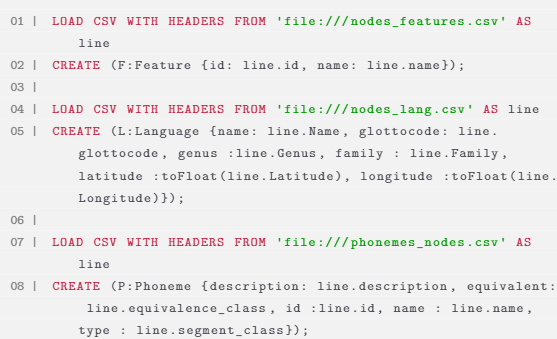 01 | LOAD CSV WITH HEADERS FROM 'file:///nodes_features.csv' AS
line
02 | CREATE (F:Feature {id: line.id, name: line.name});
03 |
04 | LOAD CSV WITH HEADERS FROM 'file:///nodes_lang.csv' AS line
05 | CREATE (L:Language {name: line.Name, glottocode: line.
glottocode, genus :line.Genus, family : line.Family,
latitude :toFloat(line.Latitude), longitude :toFloat(line.
Longitude)});
06 |
07 | LOAD CSV WITH HEADERS FROM 'file:///phonemes_nodes.csv' AS
line
08 | CREATE (P:Phoneme {description: line.description, equivalent:
line.equivalence_class, id :line.id, name : line.name,
type : line.segment_class});